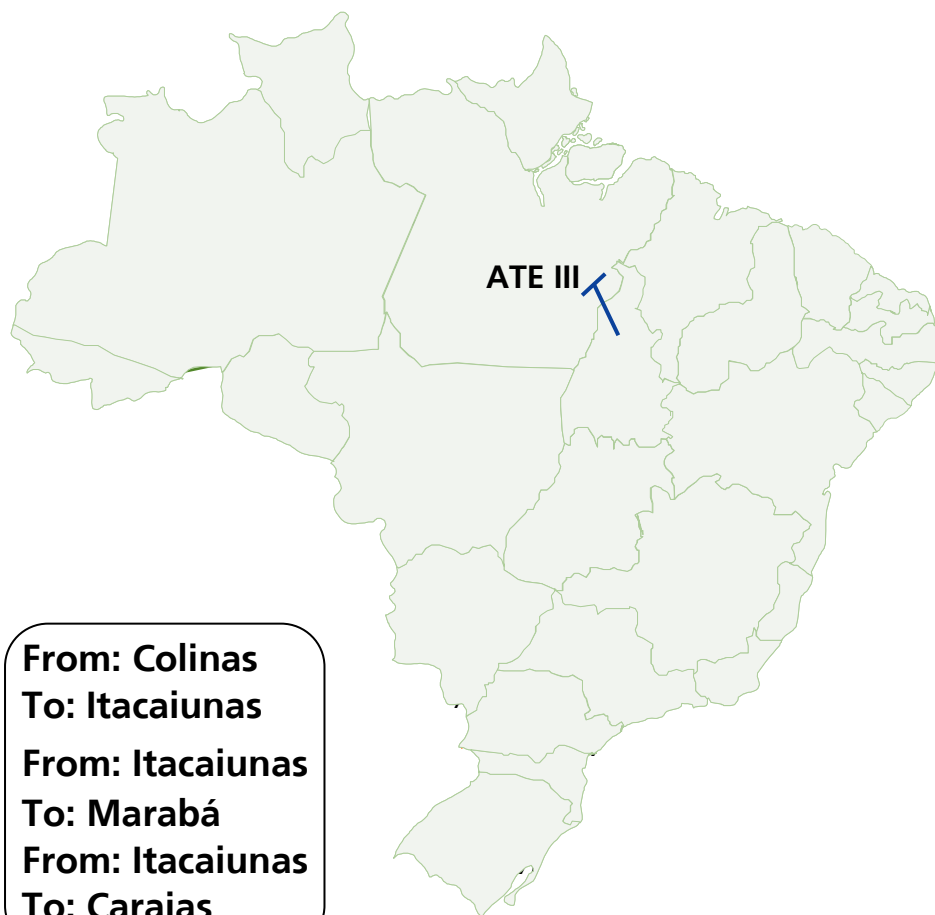 ATE III
From: Colinas
To: Itacaiunas
From: Itacaiunas
To: Marabá
From: Itacaiunas
To: Carajas